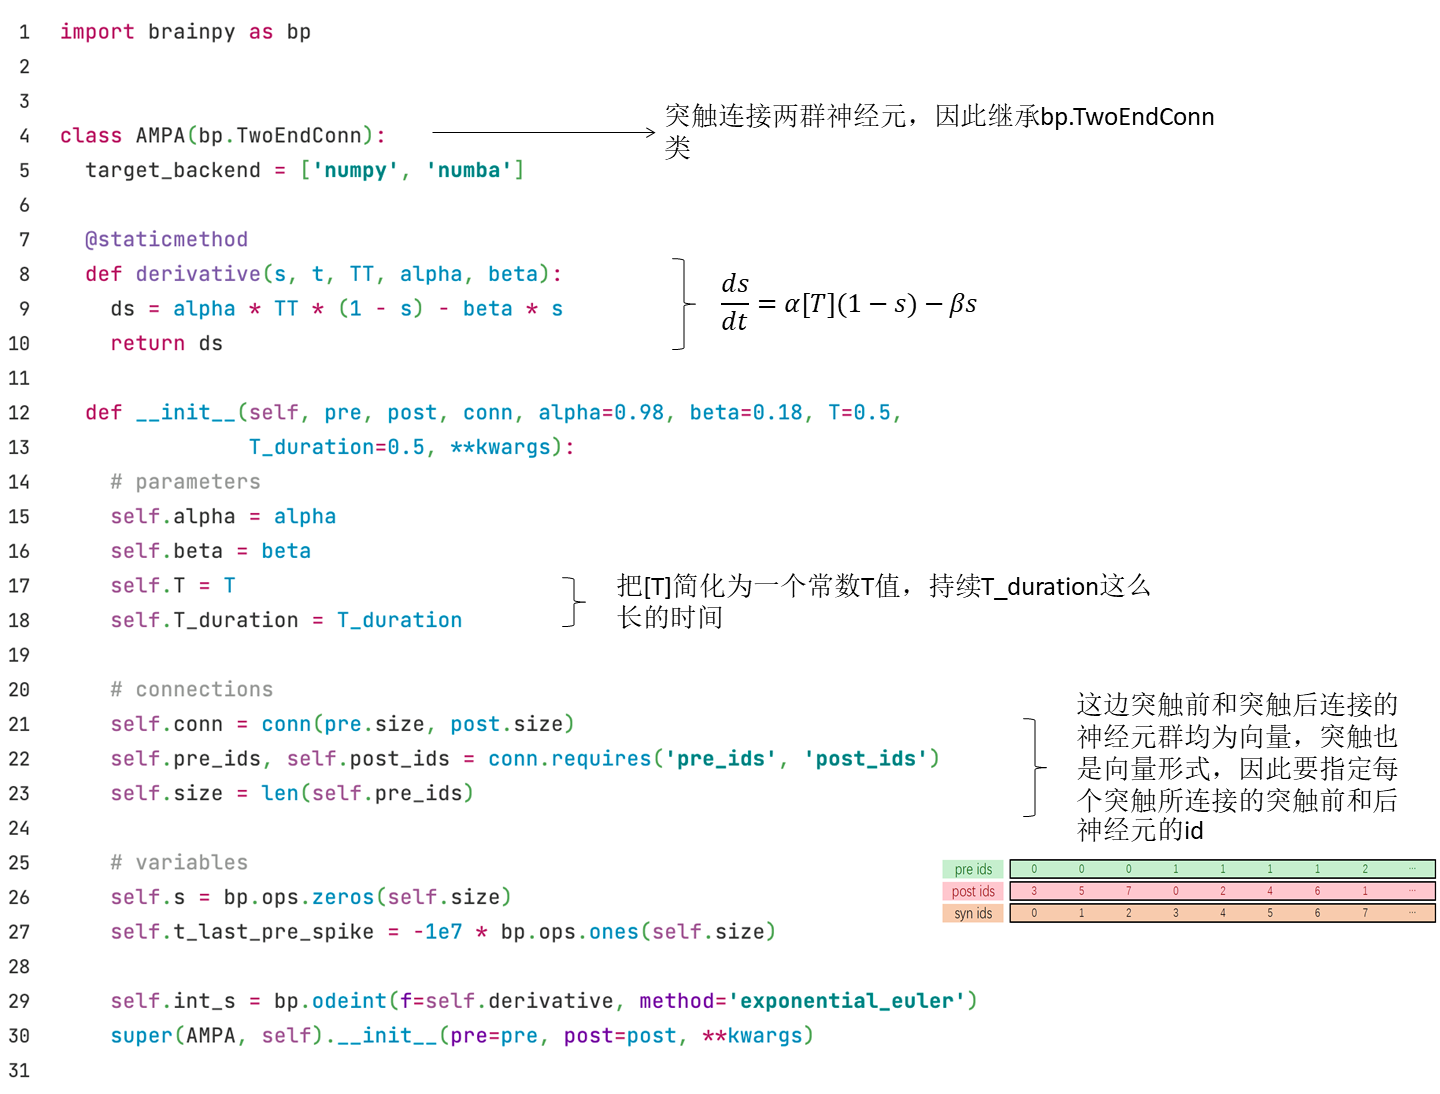 1 import brainpy as bp
2
3
4 class AMPA(bp.TwoEndConn):
突触连接两群神经元，因此继承bp.TwoEndConn
类
5 target_backend = ['numpy', 'numba']
6
7 @staticmethod
8 def derivative(s, t, TT, alpha, beta):
9 ds = alpha * TT * (1 - s) - beta * s
10 return ds
ds/dt = α[T](1 − s) − βs
11
12 def __init__(self, pre, post, conn, alpha=0.98, beta=0.18, T=0.5,
13 T_duration=0.5, **kwargs):
14 # parameters
15 self.alpha = alpha
16 self.beta = beta
17 self.T = T
18 self.T_duration = T_duration
把[T]简化为一个常数T值，持续T_duration这么
长的时间
19
20 # connections
21 self.conn = conn(pre.size, post.size)
22 self.pre_ids, self.post_ids = conn.requires('pre_ids', 'post_ids')
23 self.size = len(self.pre_ids)
这边突触前和突触后连接的
神经元群均为向量，突触也
是向量形式，因此要指定每
个突触所连接的突触前和后
神经元的id
24
25 # variables
26 self.s = bp.ops.zeros(self.size)
27 self.t_last_pre_spike = -1e7 * bp.ops.ones(self.size)
pre ids 0 0 0 1 1 1 1 2 ...
post ids 3 5 7 0 2 4 6 1 ...
syn ids 0 1 2 3 4 5 6 7 ...
28
29 self.int_s = bp.odeint(f=self.derivative, method='exponential_euler')
30 super(AMPA, self).__init__(pre=pre, post=post, **kwargs)
31